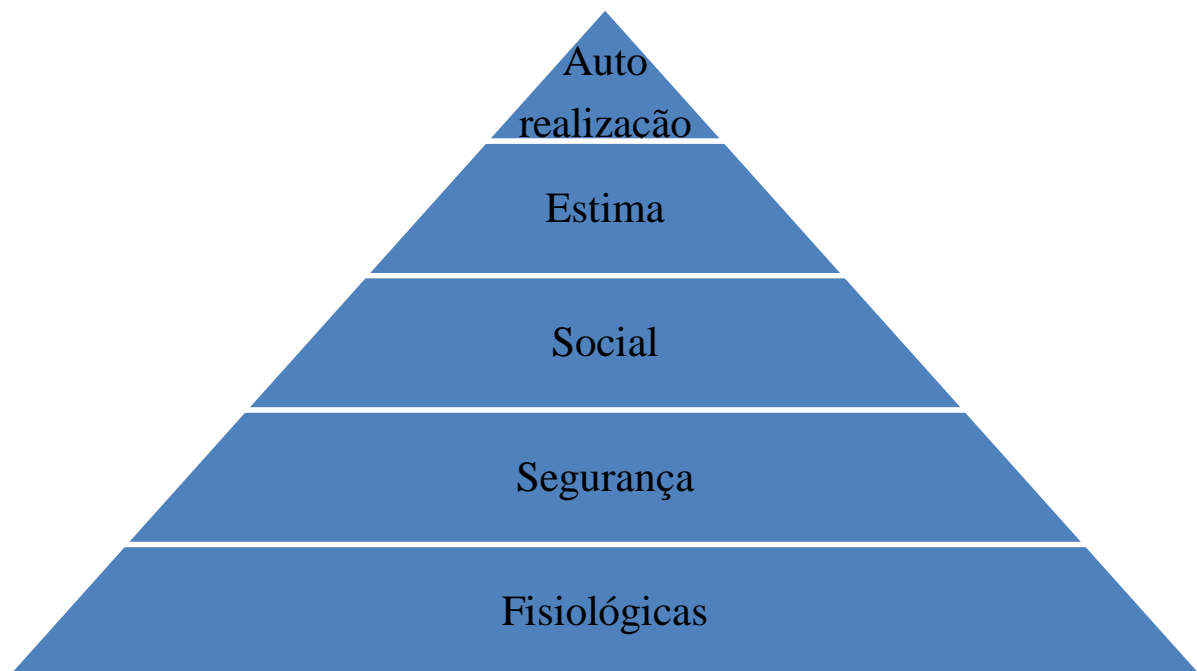 Auto
realização
Estima
Social
Segurança
Fisiológicas